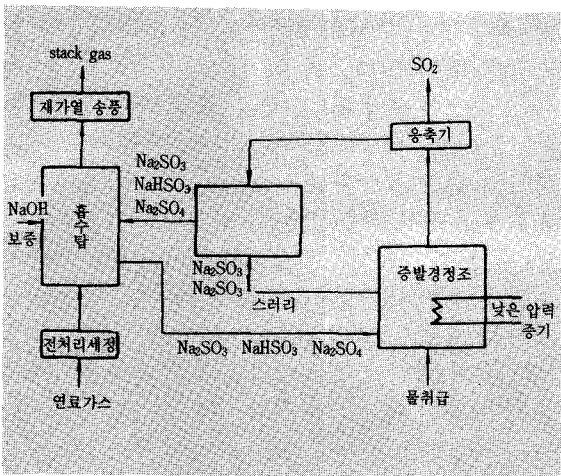 stack gas
SO₂
재가열 송풍
응축기
Na₂SO₃
NaHSO₃
Na₂SO₄
NaOH
보충
흡수탑
Na₂SO₃
Na₂SO₃
스러리
증발경정조
낮은 압력
증기
전처리세정
Na₂SO₃ NaHSO₃ Na₂SO₄
연료가스
물취급